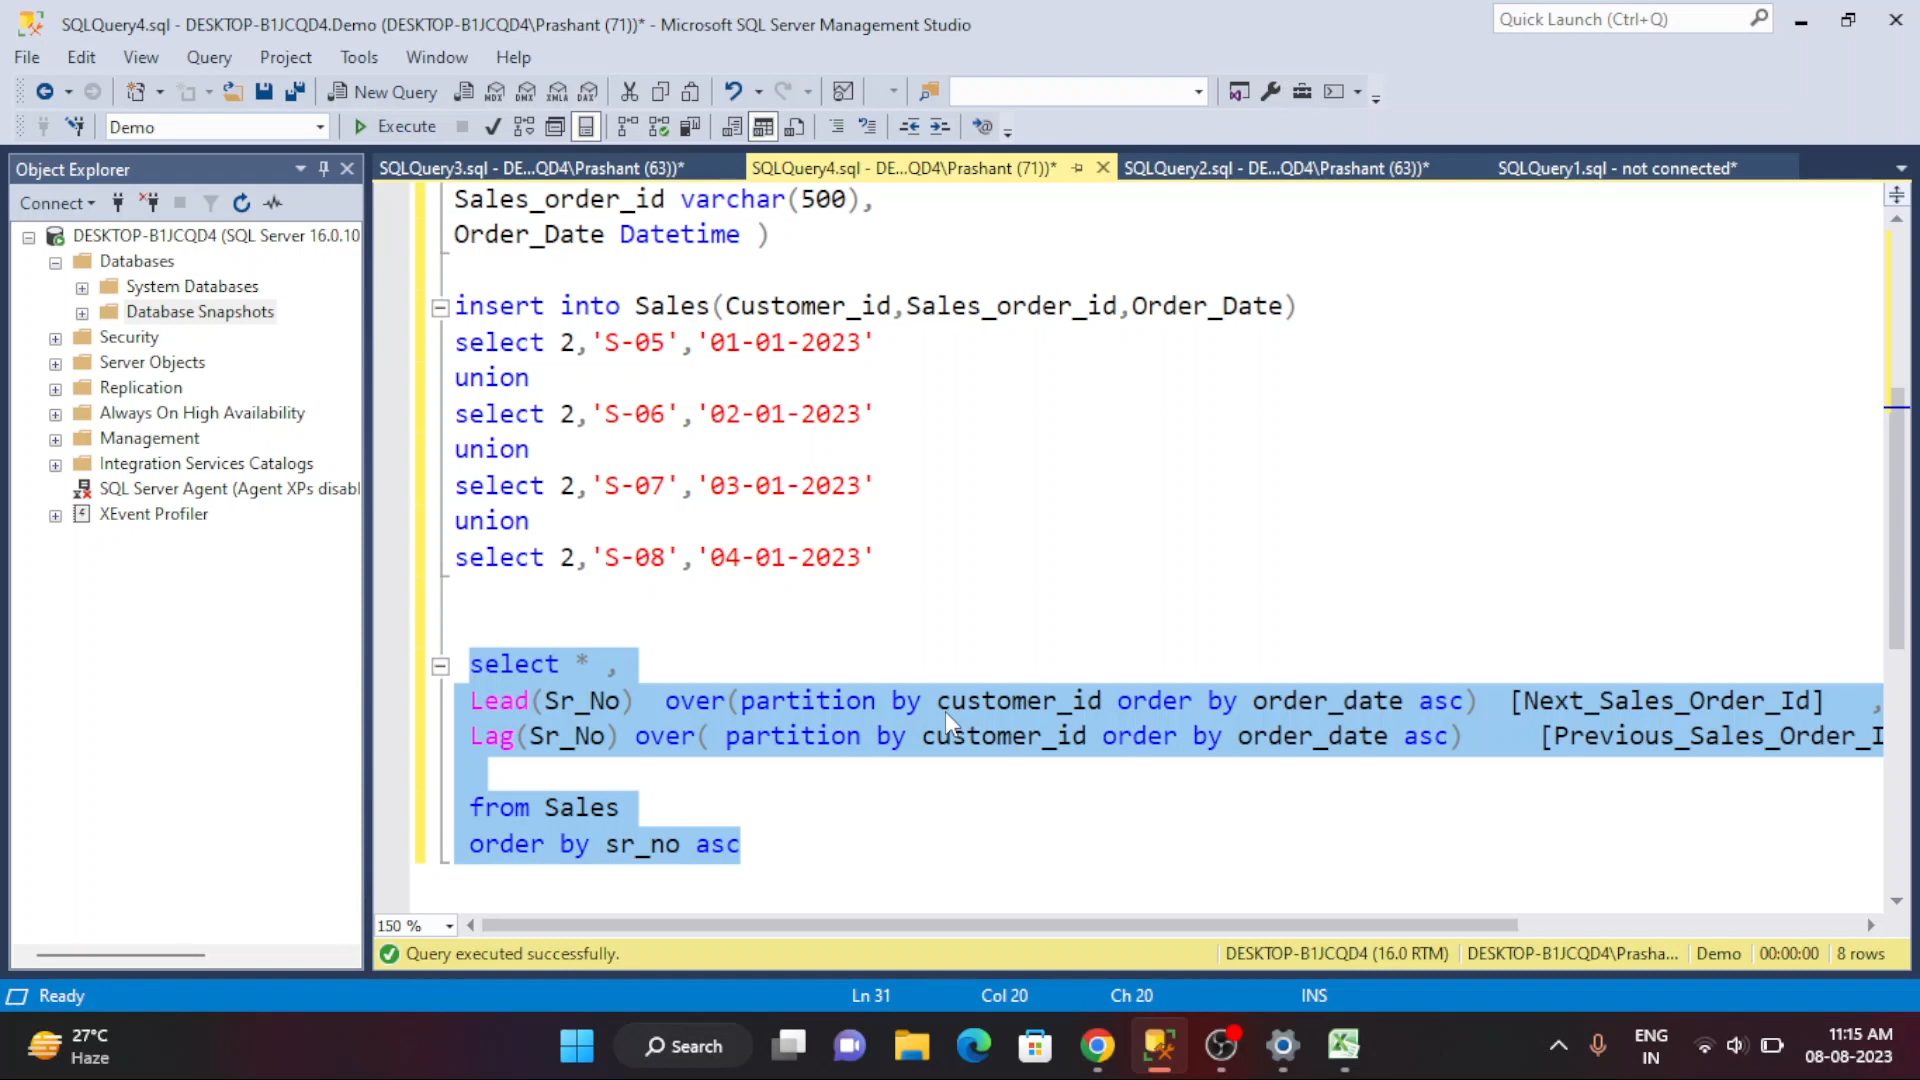 SQLQuery4.sql - DESKTOP-B1JCQD4.Demo (DESKTOP-B1JCQD4\Prashant (71))* - Microsoft SQL Server Management Studio
Quick Launch (Ctrl+Q)
File Edit View Query Project Tools Window Help
New Query MDX DMX XMLA DAX
Demo Execute
Object Explorer
SQLQuery3.sql - DE...QD4\Prashant (63))* SQLQuery4.sql - DE...QD4\Prashant (71))* SQLQuery2.sql - DE...QD4\Prashant (63))* SQLQuery1.sql - not connected*
Connect
DESKTOP-B1JCQD4 (SQL Server 16.0.10
Databases
System Databases
Database Snapshots
Security
Server Objects
Replication
Always On High Availability
Management
Integration Services Catalogs
SQL Server Agent (Agent XPs disabl
XEvent Profiler
Sales_order_id varchar(500),
Order_Date Datetime )
insert into Sales(Customer_id,Sales_order_id,Order_Date)
select 2,'S-05','01-01-2023'
union
select 2,'S-06','02-01-2023'
union
select 2,'S-07','03-01-2023'
union
select 2,'S-08','04-01-2023'
select * ,
Lead(Sr_No) over(partition by customer_id order by order_date asc) [Next_Sales_Order_Id] ,
Lag(Sr_No) over( partition by customer_id order by order_date asc) [Previous_Sales_Order_I
from Sales
order by sr_no asc
150 %
Query executed successfully. DESKTOP-B1JCQD4 (16.0 RTM) DESKTOP-B1JCQD4\Prasha... Demo 00:00:00 8 rows
Ready Ln 31 Col 20 Ch 20 INS
27°C
Haze
Search
ENG
IN
11:15 AM
08-08-2023